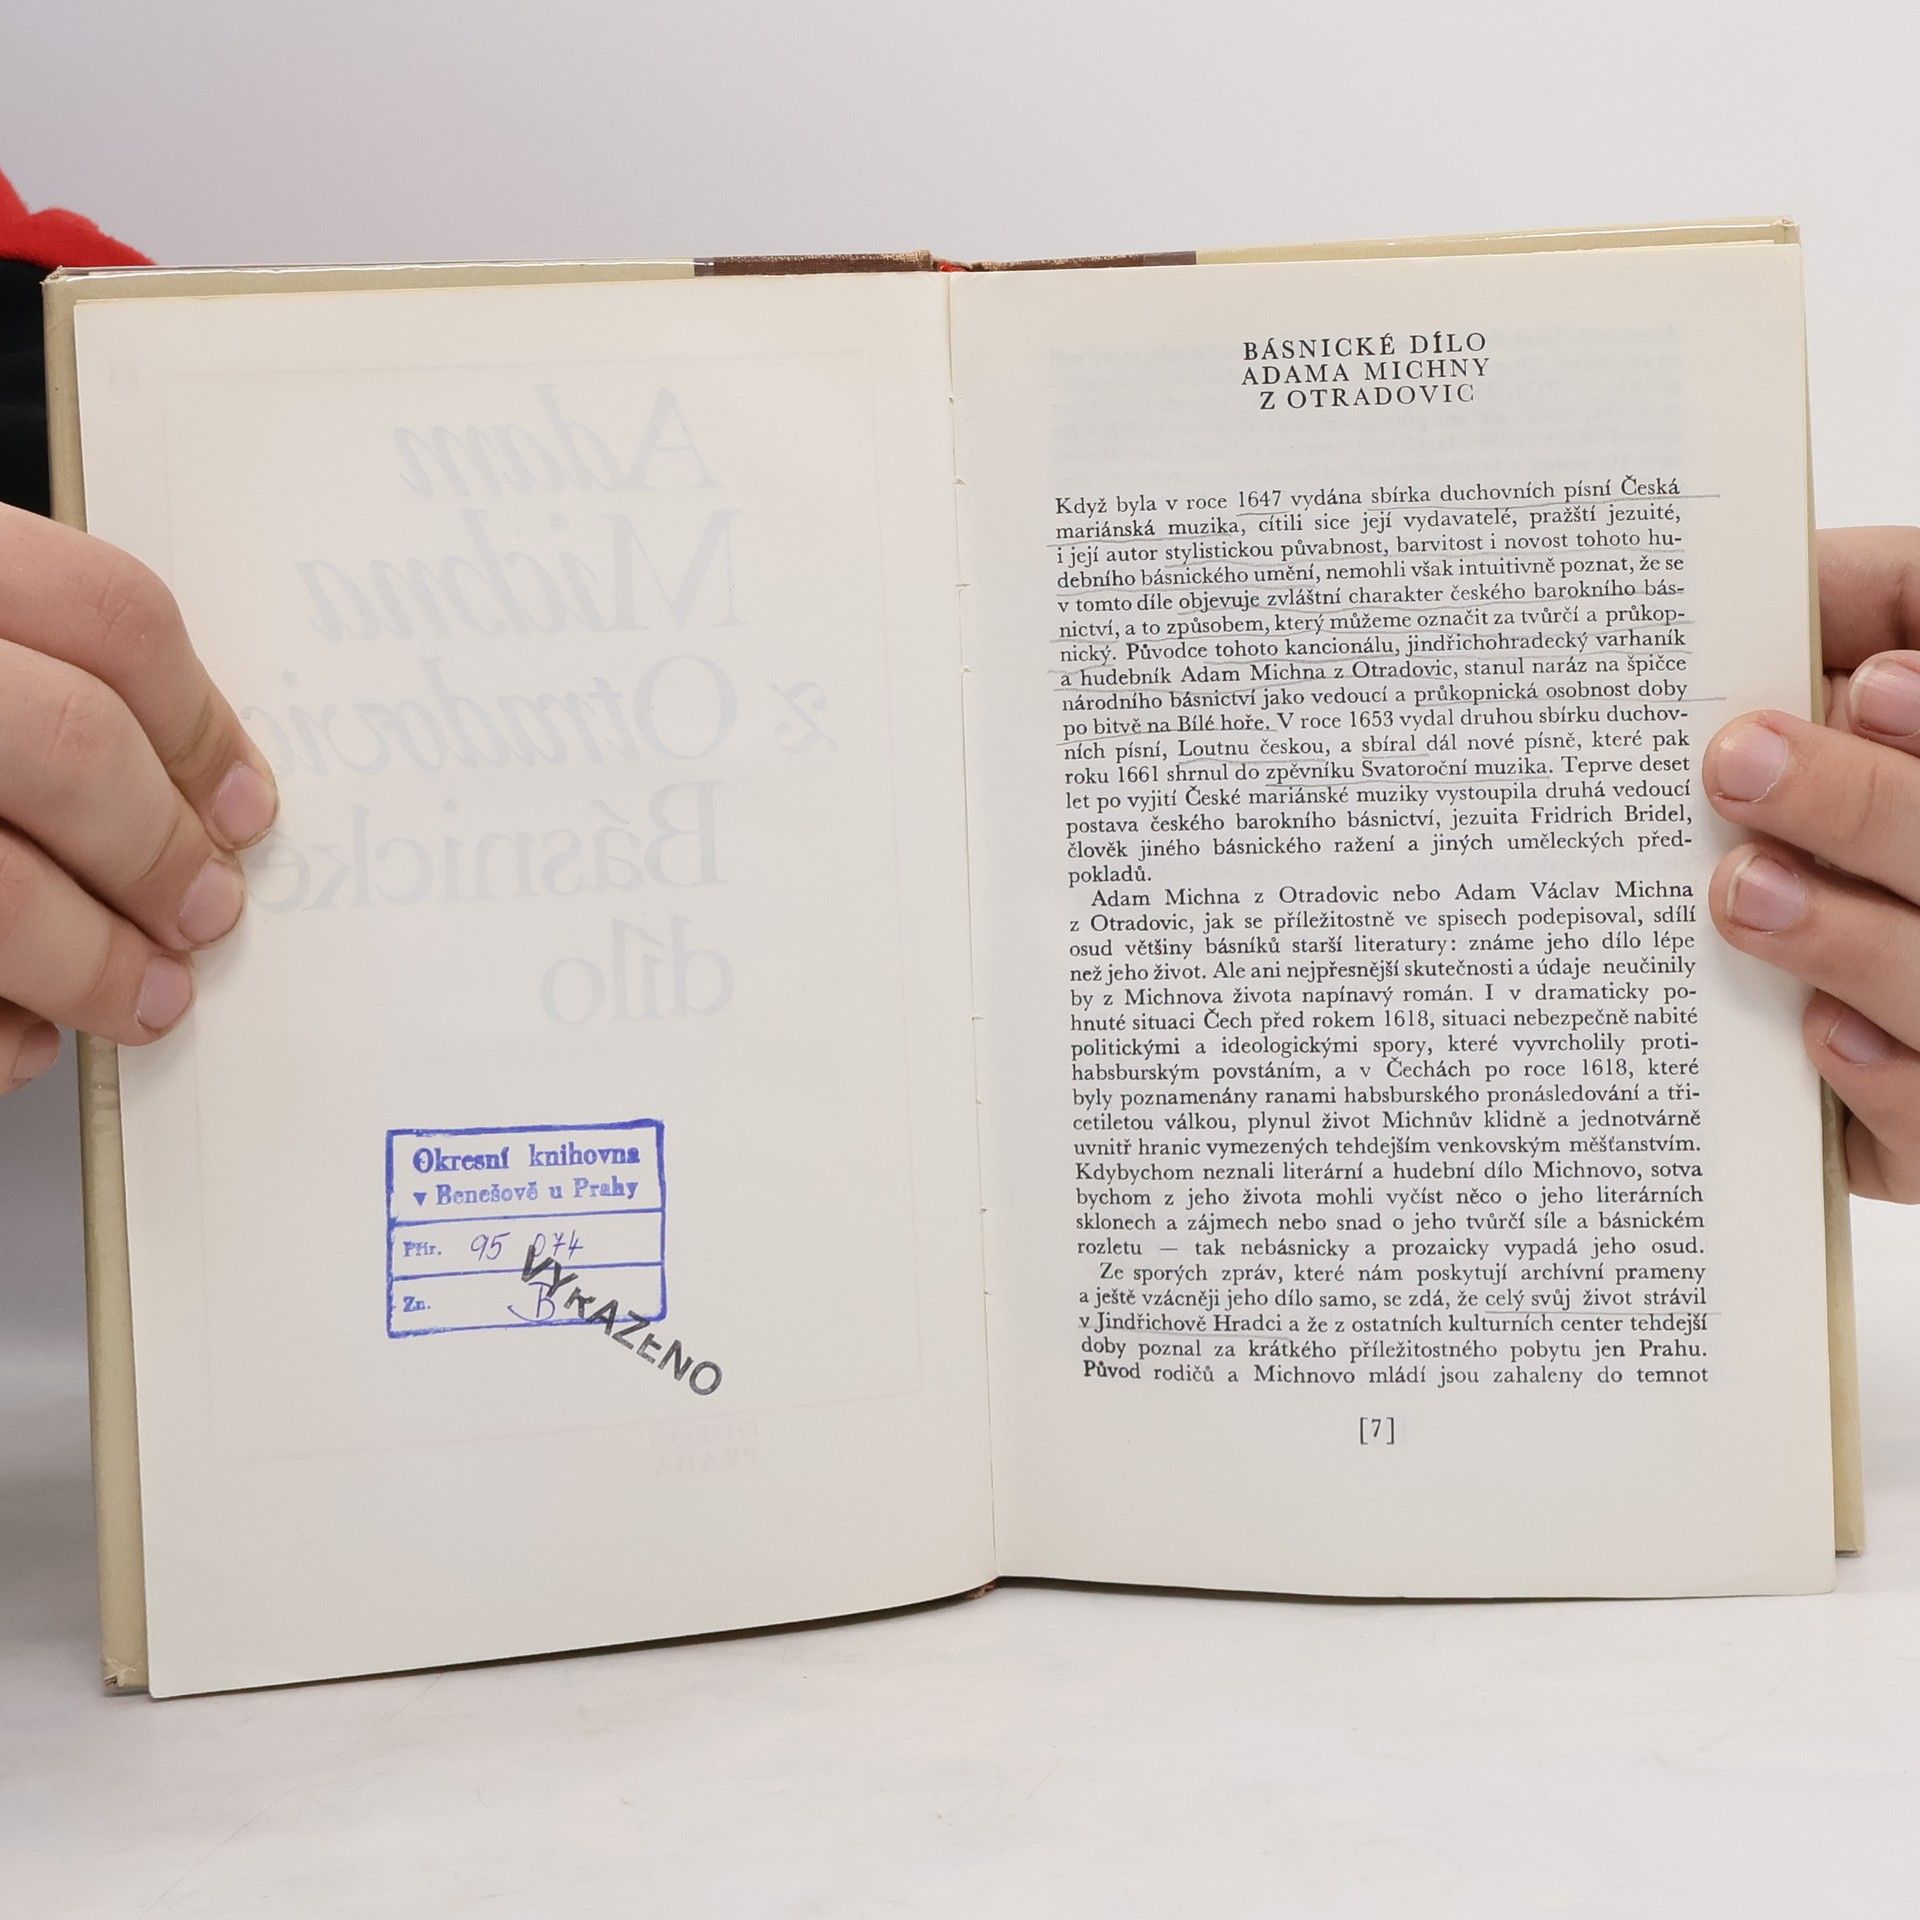 Okresní knihovna
v Benešově u Prahy
Přír. 95 074
Zn. B
VYŘAZENO
BÁSNICKÉ DÍLO
ADAMA MICHNY
Z OTRADOVIC
Když byla v roce 1647 vydána sbírka duchovních písní Česká
mariánská muzika, cítili sice její vydavatelé, pražští jezuité,
i její autor stylistickou půvabnost, barvitost i novost tohoto hu-
debního básnického umění, nemohli však intuitivně poznat, že se
v tomto díle objevuje zvláštní charakter českého barokního bás-
nictví, a to způsobem, který můžeme označit za tvůrčí a průkop-
nický. Původce tohoto kancionálu, jindřichohradecký varhaník
a hudebník Adam Michna z Otradovic, stanul naráz na špičce
národního básnictví jako vedoucí a průkopnická osobnost doby
po bitvě na Bílé hoře. V roce 1653 vydal druhou sbírku duchov-
ních písní, Loutnu českou, a sbíral dál nové písně, které pak
roku 1661 shrnul do zpěvníku Svatoroční muzika. Teprve deset
let po vyjití České mariánské muziky vystoupila druhá vedoucí
postava českého barokního básnictví, jezuita Fridrich Bridel,
člověk jiného básnického ražení a jiných uměleckých před-
pokladů.
Adam Michna z Otradovic nebo Adam Václav Michna
z Otradovic, jak se příležitostně ve spisech podepisoval, sdílí
osud většiny básníků starší literatury: známe jeho dílo lépe
než jeho život. Ale ani nejpřesnější skutečnosti a údaje neučinily
by z Michnova života napínavý román. I v dramaticky po-
hnuté situaci Čech před rokem 1618, situaci nebezpečně nabité
politickými a ideologickými spory, které vyvrcholily proti-
habsburským povstáním, a v Čechách po roce 1618, které
byly poznamenány ranami habsburského pronásledování a tři-
cetiletou válkou, plynul život Michnův klidně a jednotvárně
uvnitř hranic vymezených tehdejším venkovským měšťanstvím.
Kdybychom neznali literární a hudební dílo Michnovo, sotva
bychom z jeho života mohli vyčíst něco o jeho literárních
sklonech a zájmech nebo snad o jeho tvůrčí síle a básnickém
rozletu — tak nebásnicky a prozaicky vypadá jeho osud.
Ze sporých zpráv, které nám poskytují archívní prameny
a ještě vzácněji jeho dílo samo, se zdá, že celý svůj život strávil
v Jindřichově Hradci a že z ostatních kulturních center tehdejší
doby poznal za krátkého příležitostného pobytu jen Prahu.
Původ rodičů a Michnovo mládí jsou zahaleny do temnot
[7]